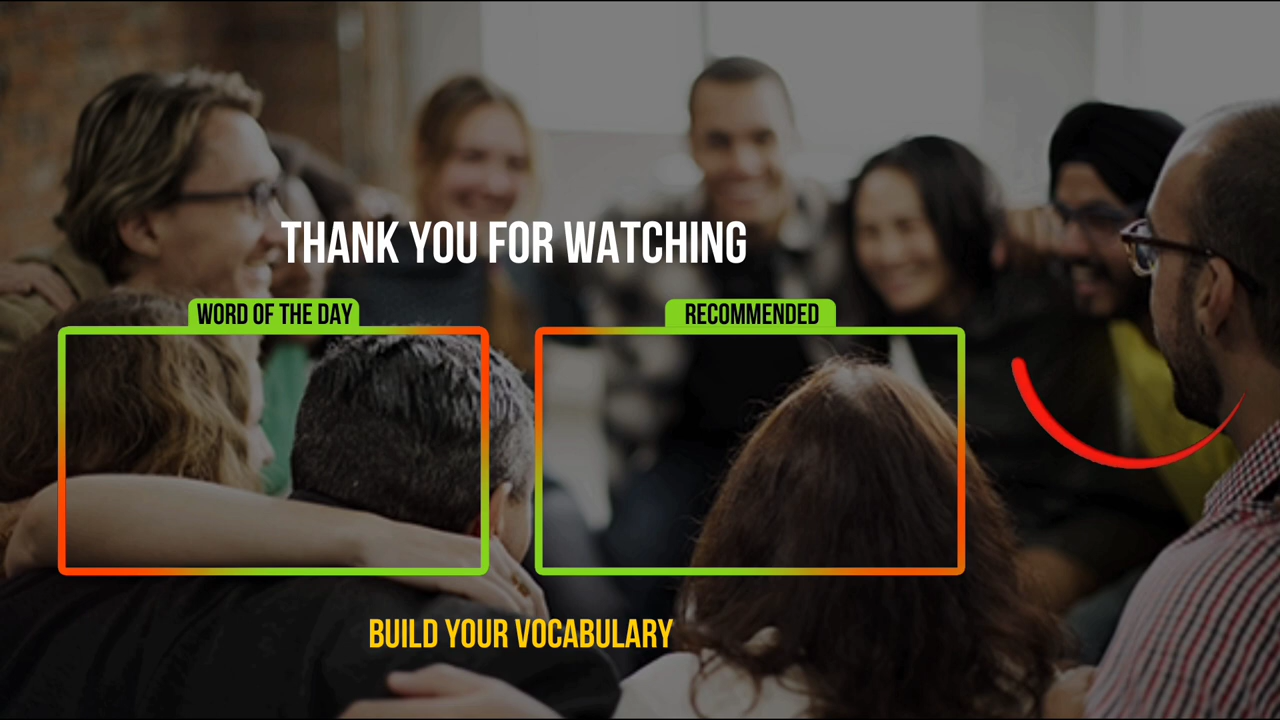 THANK YOU FOR WATCHING
WORD OF THE DAY
RECOMMENDED
BUILD YOUR VOCABULARY